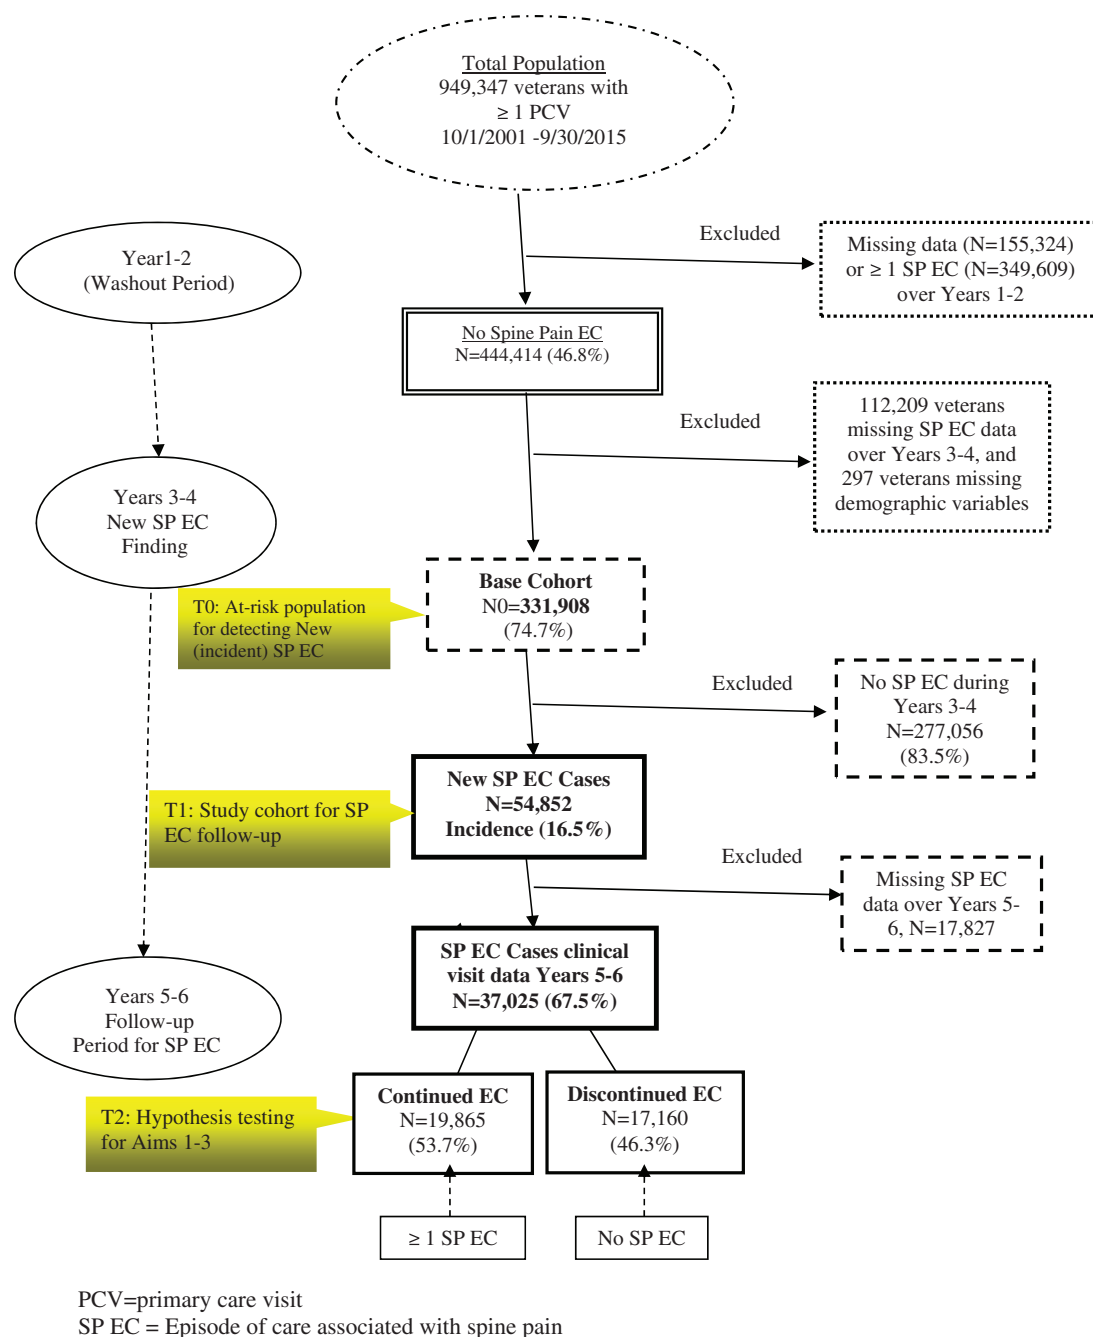 Total Population
949,347 veterans with
≥ 1 PCV
10/1/2001 -9/30/2015
Excluded
Missing data (N=155,324)
or ≥ 1 SP EC (N=349,609)
over Years 1-2
Year1-2
(Washout Period)
No Spine Pain EC
N=444,414 (46.8%)
Excluded
112,209 veterans
missing SP EC data
over Years 3-4, and
297 veterans missing
demographic variables
Years 3-4
New SP EC
Finding
T0: At-risk population
for detecting New
(incident) SP EC
Base Cohort
N0=331,908
(74.7%)
Excluded
No SP EC during
Years 3-4
N=277,056
(83.5%)
T1: Study cohort for SP
EC follow-up
New SP EC Cases
N=54,852
Incidence (16.5%)
Excluded
Missing SP EC
data over Years 5-
6, N=17,827
SP EC Cases clinical
visit data Years 5-6
N=37,025 (67.5%)
Years 5-6
Follow-up
Period for SP EC
T2: Hypothesis testing
for Aims 1-3
Continued EC
N=19,865
(53.7%)
Discontinued EC
N=17,160
(46.3%)
≥ 1 SP EC
No SP EC
PCV=primary care visit
SP EC = Episode of care associated with spine pain